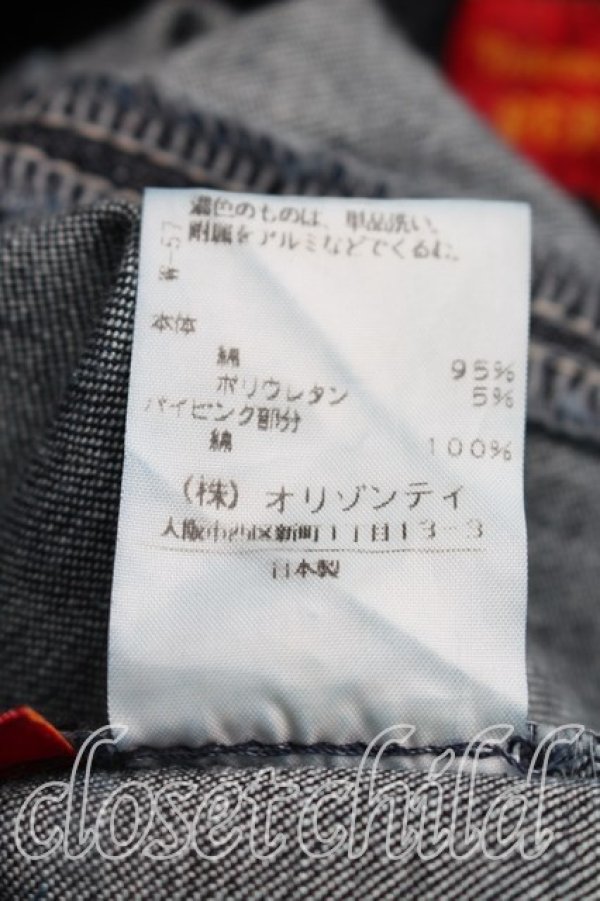 濃色のものは、単品洗い。
附属をアルミなどでくるむ。
W-57
本体
綿 95%
ポリウレタン 5%
パイピング部分
綿 100%
(株) オリゾンティ
大阪市西区新町1丁目13-3
日本製
closetchild